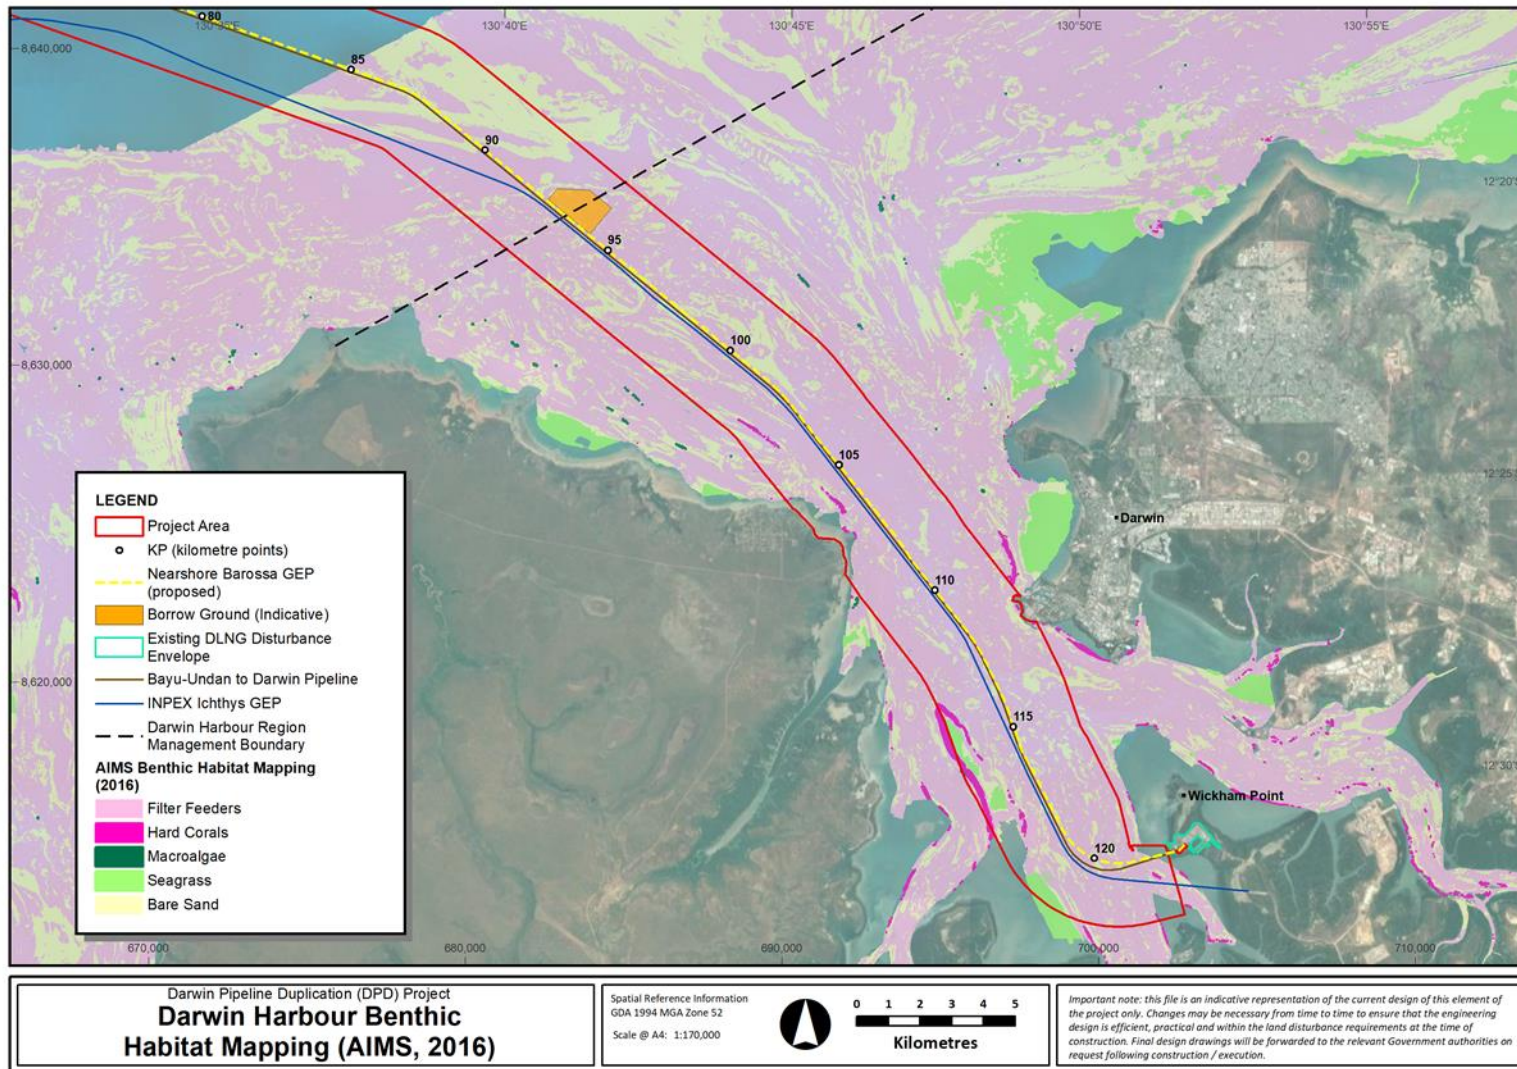 130°35'E
130°40'E
130°45'E
130°50'E
130°55'E
80
8,640,000
85
90
12°20'S
95
8,630,000
100
105
12°25'S
Darwin
110
8,620,000
115
12°30'S
Wickham Point
120
670,000
680,000
690,000
700,000
710,000
LEGEND
Project Area
KP (kilometre points)
Nearshore Barossa GEP
(proposed)
Borrow Ground (Indicative)
Existing DLNG Disturbance
Envelope
Bayu-Undan to Darwin Pipeline
INPEX Ichthys GEP
Darwin Harbour Region
Management Boundary
AIMS Benthic Habitat Mapping
(2016)
Filter Feeders
Hard Corals
Macroalgae
Seagrass
Bare Sand
Darwin Pipeline Duplication (DPD) Project
Darwin Harbour Benthic
Habitat Mapping (AIMS, 2016)
Spatial Reference Information
GDA 1994 MGA Zone 52
Scale @ A4: 1:170,000
0 1 2 3 4 5
Kilometres
Important note: this file is an indicative representation of the current design of this element of
the project only. Changes may be necessary from time to time to ensure that the engineering
design is efficient, practical and within the land disturbance requirements at the time of
construction. Final design drawings will be forwarded to the relevant Government authorities on
request following construction / execution.